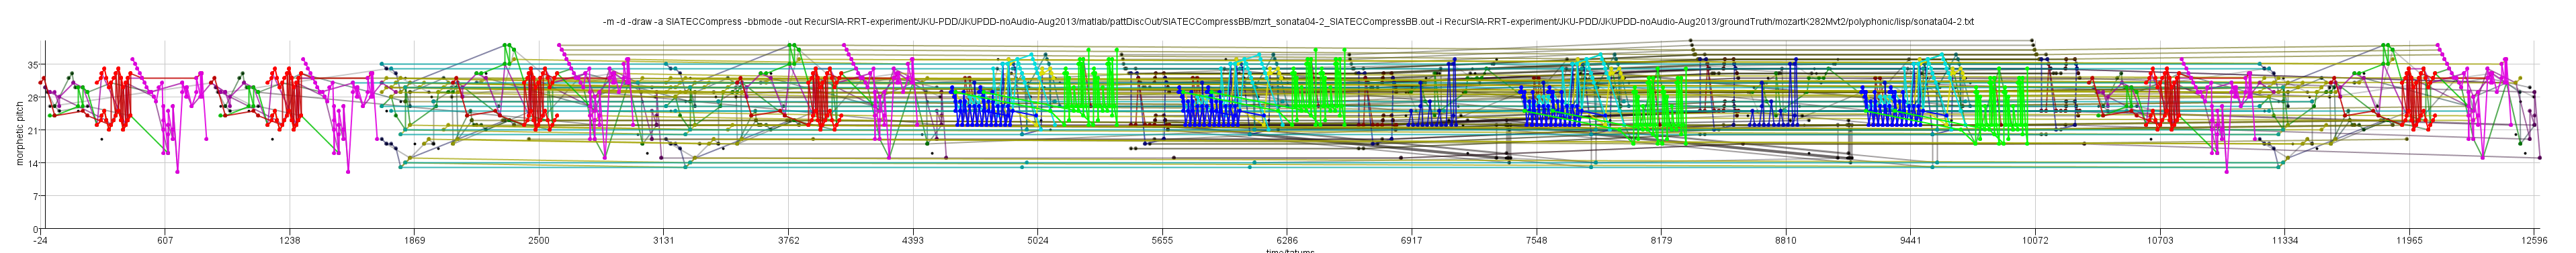 -m -d -draw -a SIATECCompress -bbmode -out RecurSIA-RRT-experiment/JKU-PDD/JKUPDD-noAudio-Aug2013/matlab/pattDiscOut/SIATECCompressBB/mzrt_sonata04-2_SIATECCompressBB.out -i RecurSIA-RRT-experiment/JKU-PDD/JKUPDD-noAudio-Aug2013/groundTruth/mozartK282Mvt2/polyphonic/lisp/sonata04-2.txt
morphetic pitch
35
28
21
14
7
0
-24 607 1238 1869 2500 3131 3762 4393 5024 5655 6286 6917 7548 8179 8810 9441 10072 10703 11334 11965 12596
time/tatums